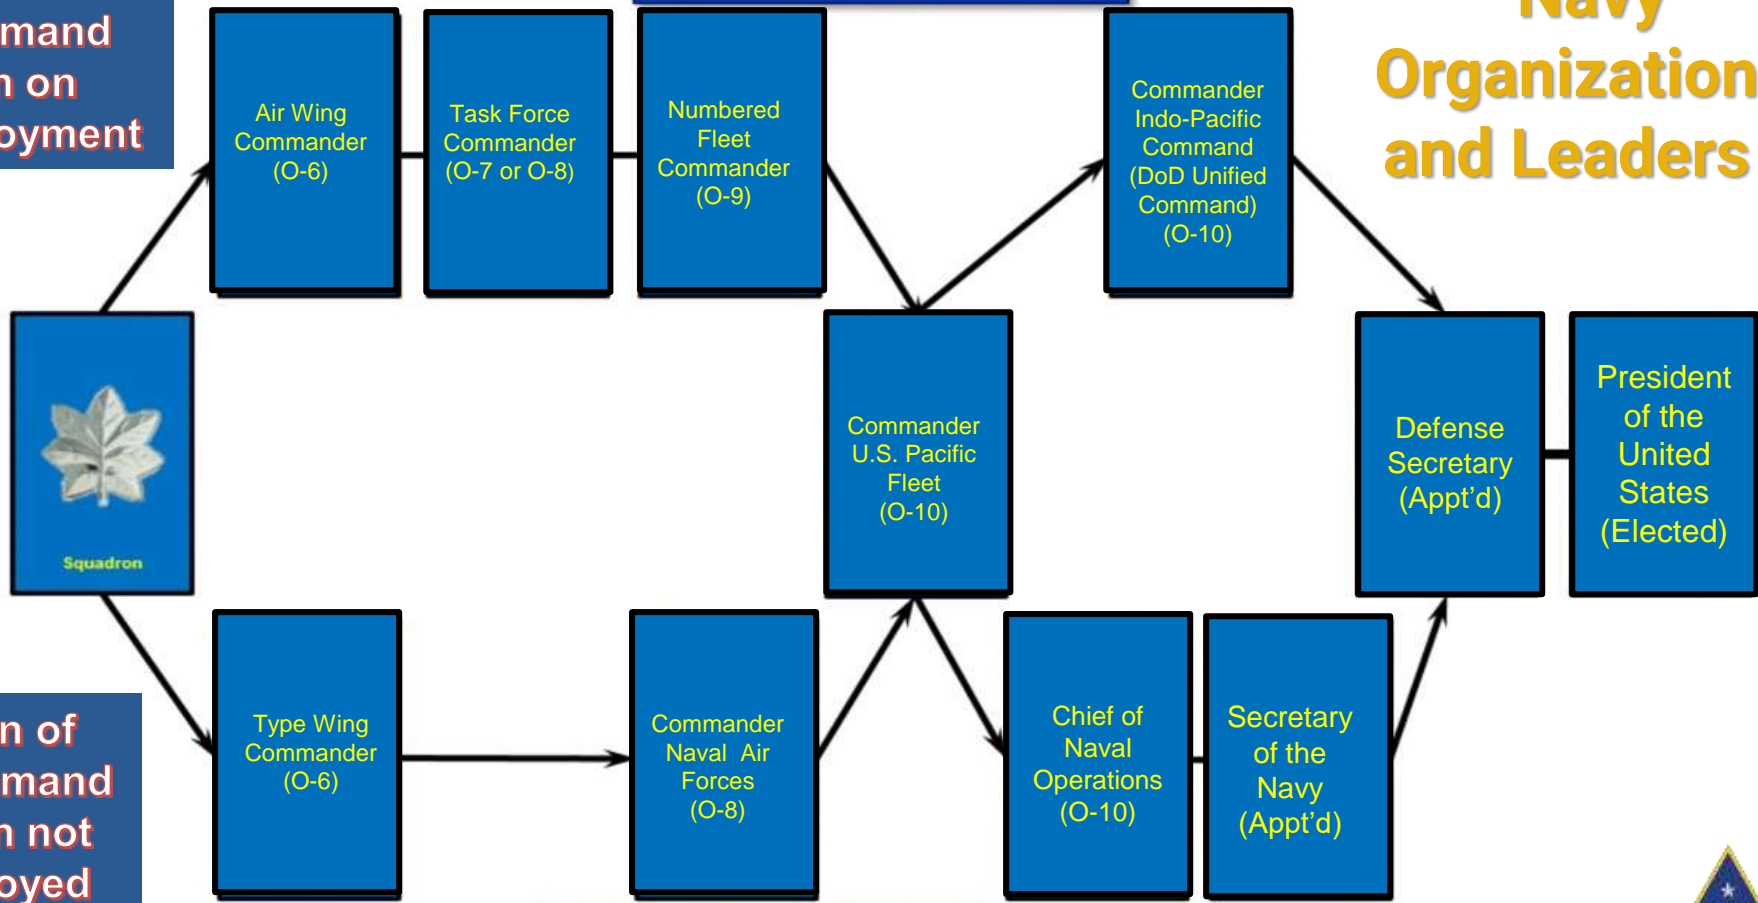 mand
on
oyment
Navy
Organization
and Leaders
Air Wing
Commander
(O-6)
Task Force
Commander
(O-7 or O-8)
Numbered
Fleet
Commander
(O-9)
Commander
Indo-Pacific
Command
(DoD Unified
Command)
(O-10)
Squadron
Commander
U.S. Pacific
Fleet
(O-10)
Defense
Secretary
(Appt’d)
President
of the
United
States
(Elected)
n of
mand
n not
oyed
Type Wing
Commander
(O-6)
Commander
Naval Air
Forces
(O-8)
Chief of
Naval
Operations
(O-10)
Secretary
of the
Navy
(Appt’d)